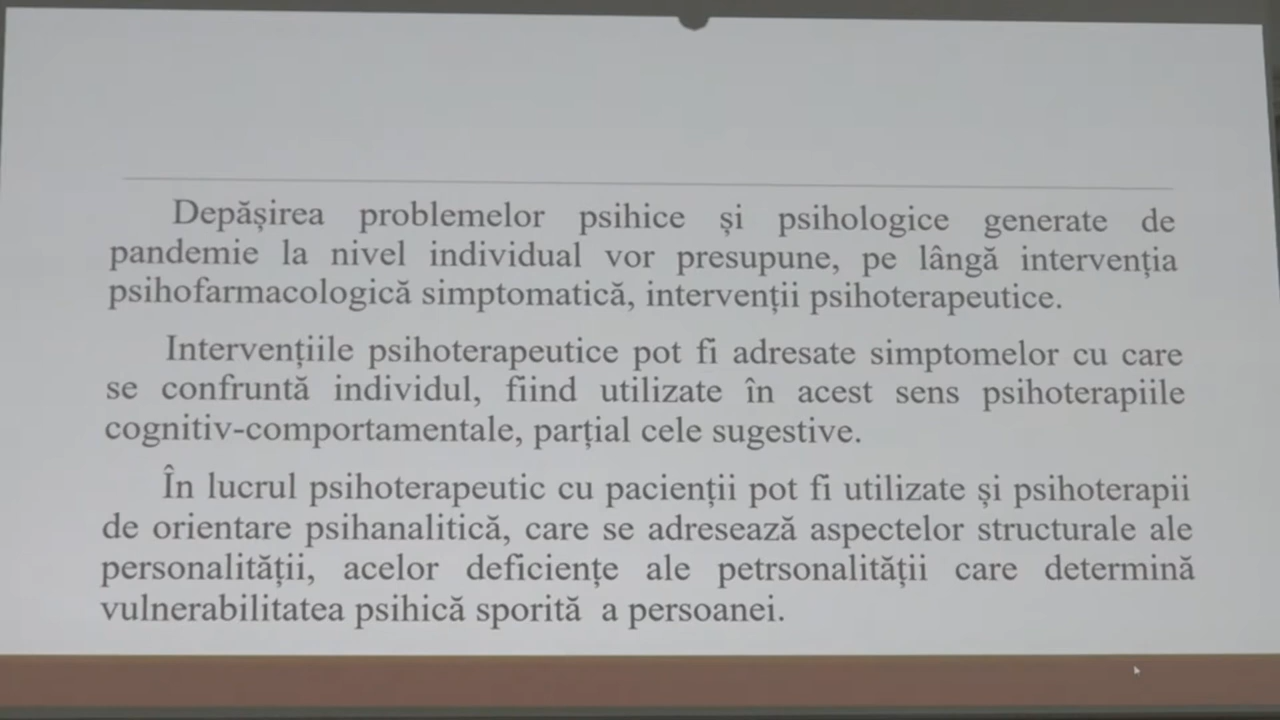 Depășirea problemelor psihice și psihologice generate de
pandemie la nivel individual vor presupune, pe lângă intervenția
psihofarmacologică simptomatică, intervenții psihoterapeutice.
Intervențiile psihoterapeutice pot fi adresate simptomelor cu care
se confruntă individul, fiind utilizate în acest sens psihoterapiile
cognitiv-comportamentale, parțial cele sugestive.
În lucrul psihoterapeutic cu pacienții pot fi utilizate și psihoterapii
de orientare psihanalitică, care se adresează aspectelor structurale ale
personalității, acelor deficiențe ale petrsonalității care determină
vulnerabilitatea psihică sporită a persoanei.